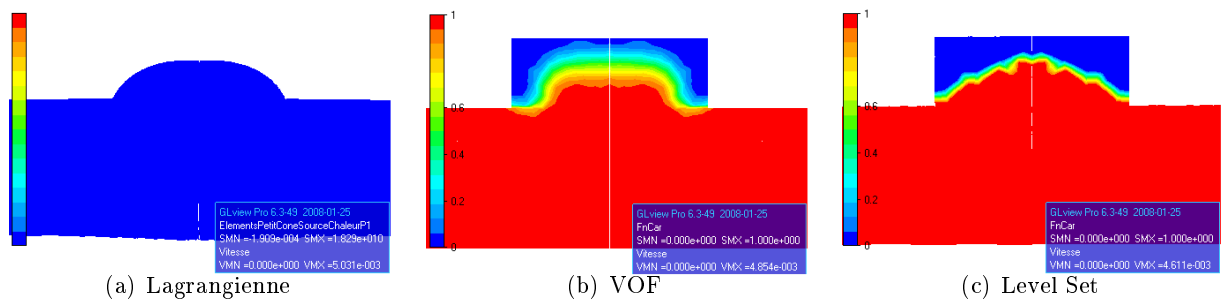 GLview Pro 6.3-49 2008-01-25
ElementsPetitConeSourceChaleurP1
SMN =-1.909e-004 SMX =1.829e+010
Vitesse
VMN =0.000e+000 VMX =5.031e-003
(a) Lagrangienne
1
0.6
0.4
0.2
0
GLview Pro 6.3-49 2008-01-25
FnCar
SMN =0.000e+000 SMX =1.000e+000
Vitesse
VMN =0.000e+000 VMX =4.854e-003
(b) VOF
1
0.6
0.4
0.2
0
GLview Pro 6.3-49 2008-01-25
FnCar
SMN =0.000e+000 SMX =1.000e+000
Vitesse
VMN =0.000e+000 VMX =4.611e-003
(c) Level Set